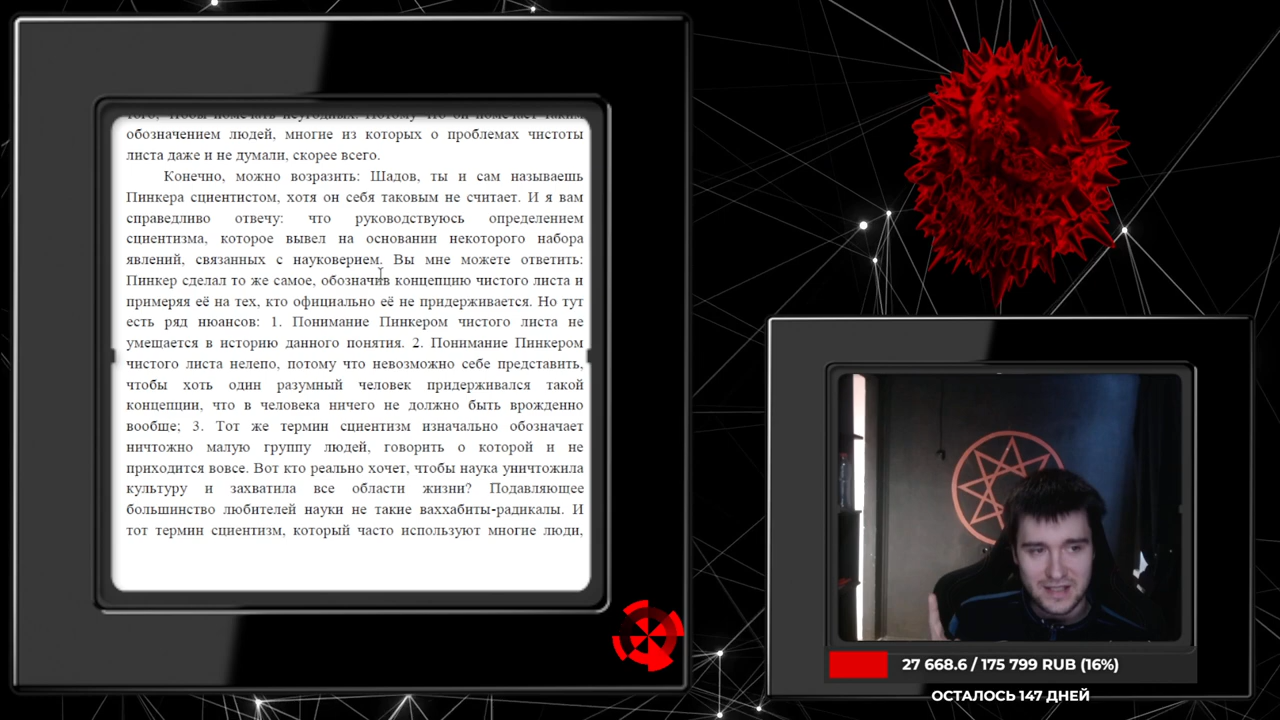 обозначением людей, многие из которых о проблемах чистоты
листа даже и не думали, скорее всего.
Конечно, можно возразить: Шадов, ты и сам называешь
Пинкера сциентистом, хотя он себя таковым не считает. И я вам
справедливо отвечу: что руководствуюсь определением
сциентизма, которое вывел на основании некоторого набора
явлений, связанных с науковерием. Вы мне можете ответить:
Пинкер сделал то же самое, обозначив концепцию чистого листа и
примеряя её на тех, кто официально её не придерживается. Но тут
есть ряд нюансов: 1. Понимание Пинкером чистого листа не
умещается в историю данного понятия. 2. Понимание Пинкером
чистого листа нелепо, потому что невозможно себе представить,
чтобы хоть один разумный человек придерживался такой
концепции, что в человека ничего не должно быть врожденно
вообще; 3. Тот же термин сциентизм изначально обозначает
ничтожно малую группу людей, говорить о которой и не
приходится вовсе. Вот кто реально хочет, чтобы наука уничтожила
культуру и захватила все области жизни? Подавляющее
большинство любителей науки не такие ваххабиты-радикалы. И
тот термин сциентизм, который часто используют многие люди,
27 668.6 / 175 799 RUB (16%)
ОСТАЛОСЬ 147 ДНЕЙ